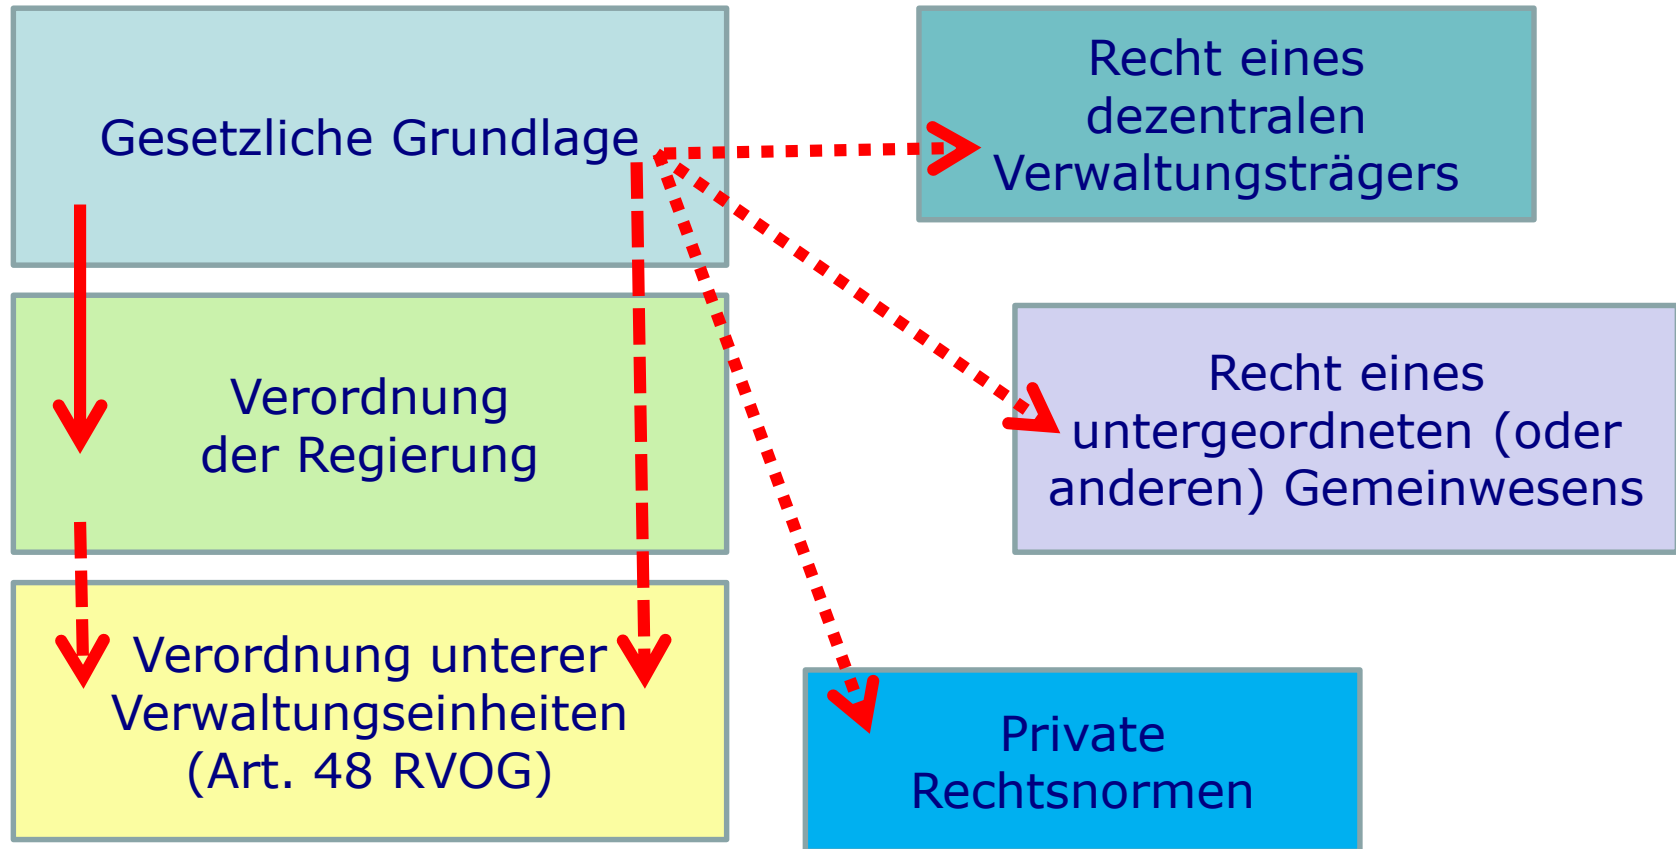 Gesetzliche Grundlage
Recht eines
dezentralen
Verwaltungsträgers
Verordnung
der Regierung
Recht eines
untergeordneten (oder
anderen) Gemeinwesens
Verordnung unterer
Verwaltungseinheiten
(Art. 48 RVOG)
Private
Rechtsnormen